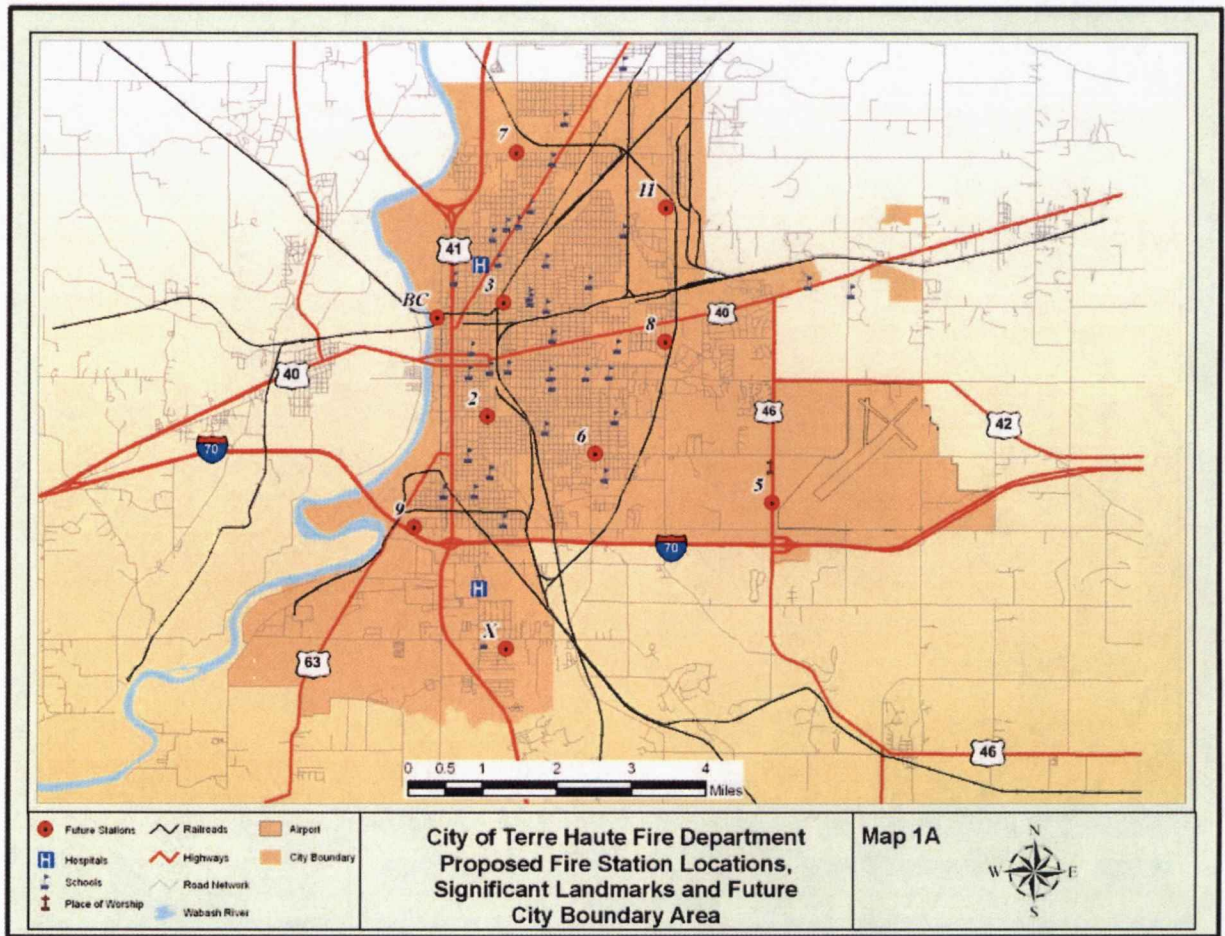 7
11
41
3
BC
40
8
40
2
46
42
70
6
5
9
70
X
63
46
0 0.5 1 2 3 4
Miles
Future Stations
Railroads
Airport
Hospitals
Highways
City Boundary
Schools
Road Network
Place of Worship
Wabash River
City of Terre Haute Fire Department
Proposed Fire Station Locations,
Significant Landmarks and Future
City Boundary Area
Map 1A
N
W E
S